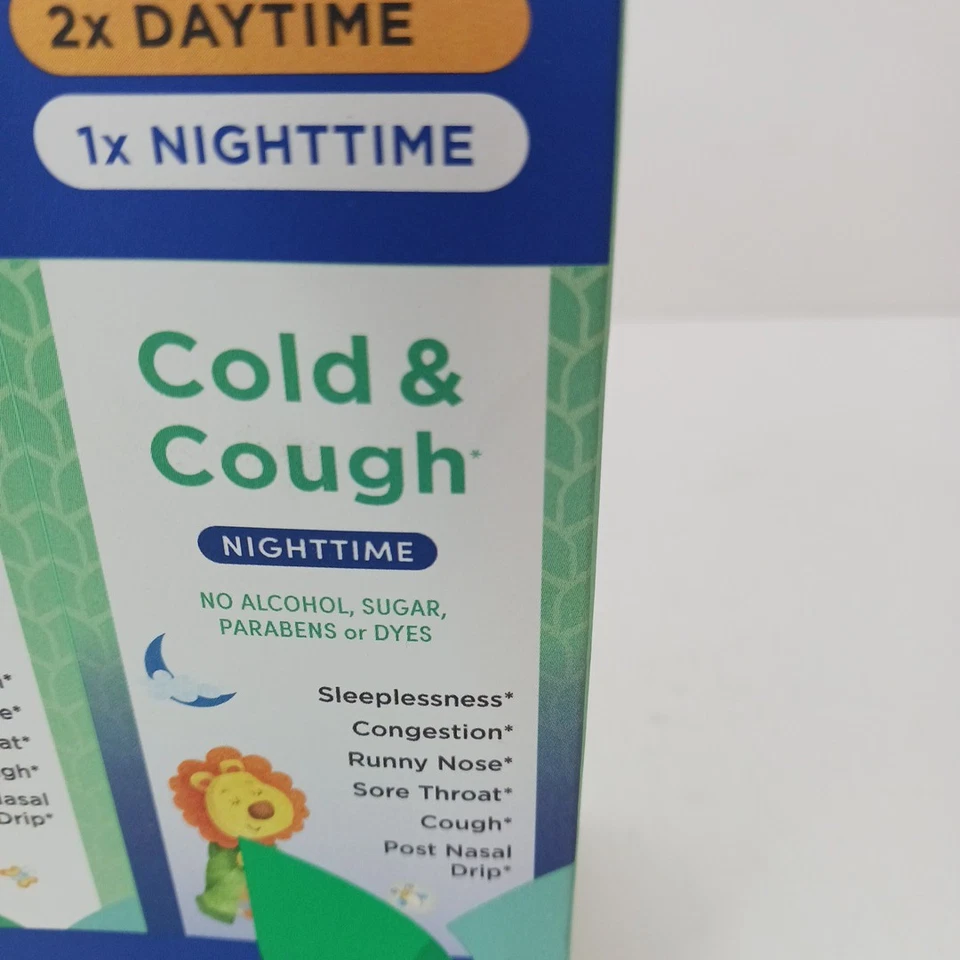 2x DAYTIME
1x NIGHTTIME
Cold &
Cough*
NIGHTTIME
NO ALCOHOL, SUGAR,
PARABENS or DYES
Sleeplessness*
Congestion*
Runny Nose*
Sore Throat*
Cough*
Post Nasal
Drip*
Drip*